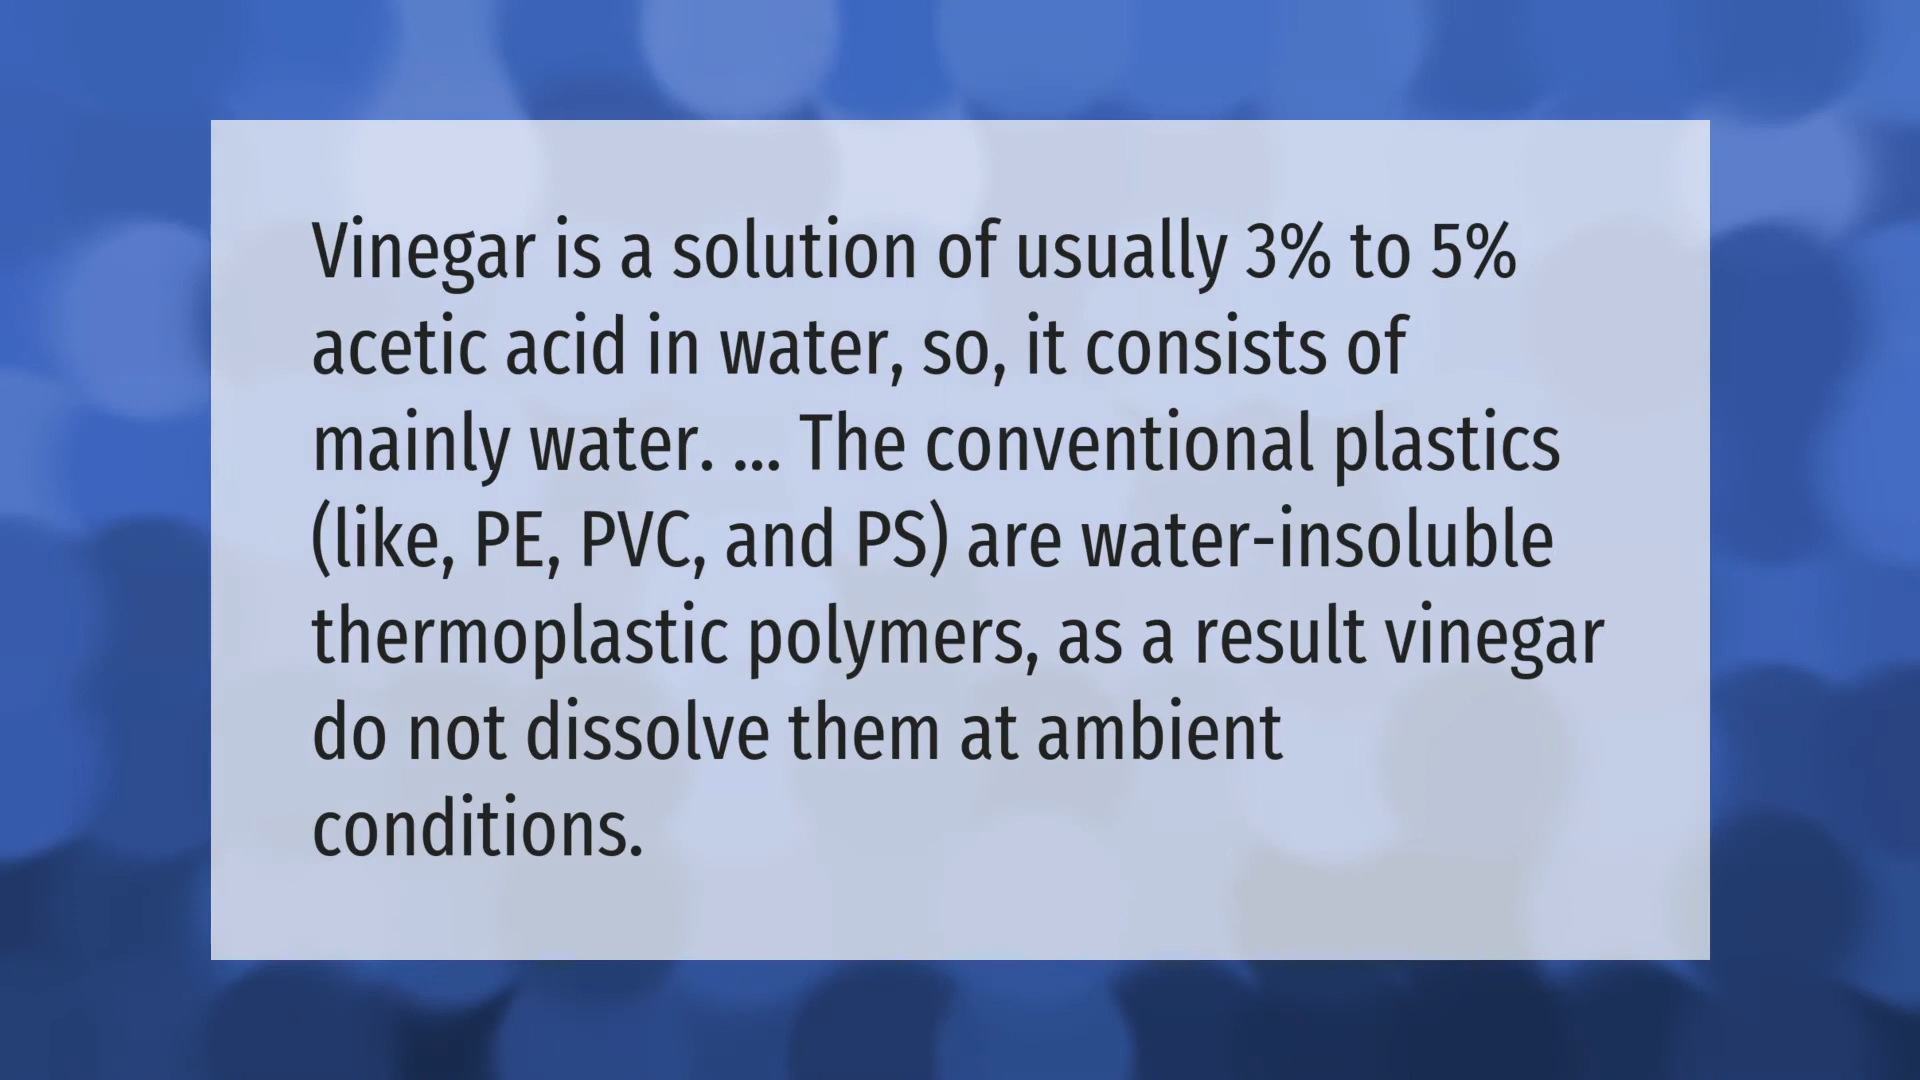 Vinegar is a solution of usually 3% to 5%
acetic acid in water, so, it consists of
mainly water. ... The conventional plastics
(like, PE, PVC, and PS) are water-insoluble
thermoplastic polymers, as a result vinegar
do not dissolve them at ambient
conditions.